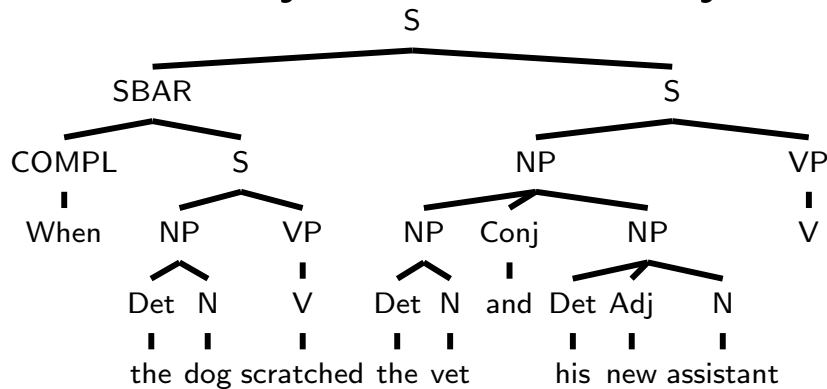 S
SBAR S
COMPL S NP VP
When NP VP NP Conj NP V
Det N V Det N and Det Adj N
the dog scratched the vet his new assistant